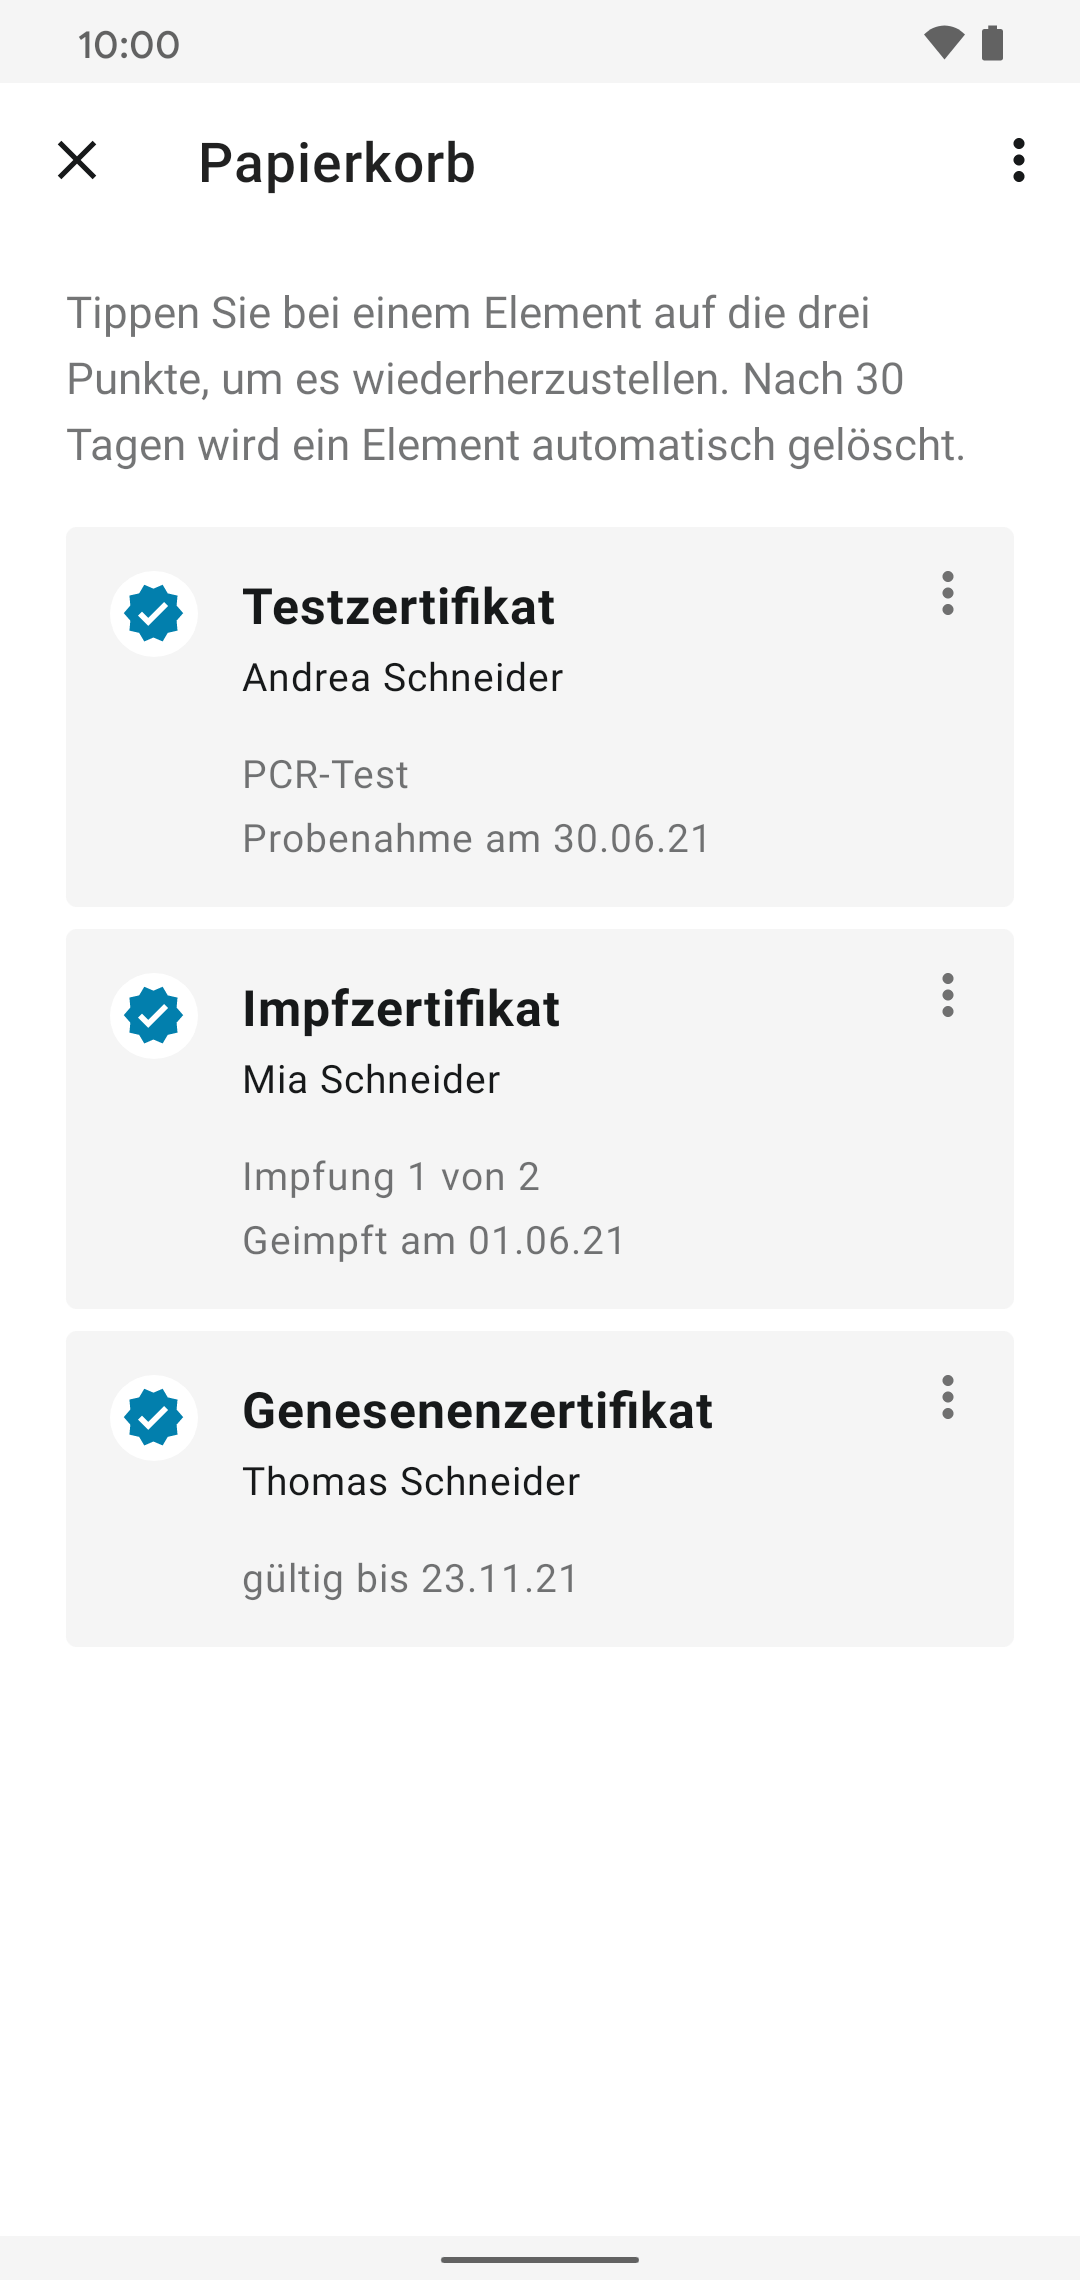 10:00
Papierkorb
Tippen Sie bei einem Element auf die drei
Punkte, um es wiederherzustellen. Nach 30
Tagen wird ein Element automatisch gelöscht.
Testzertifikat
Andrea Schneider
PCR-Test
Probenahme am 30.06.21
Impfzertifikat
Mia Schneider
Impfung 1 von 2
Geimpft am 01.06.21
Genesenenzertifikat
Thomas Schneider
gültig bis 23.11.21